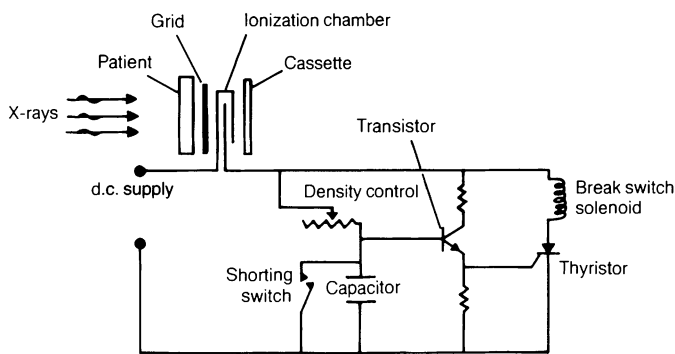 Grid
Ionization chamber
Patient
Cassette
X-rays
Transistor
d.c. supply
Density control
Break switch
solenoid
Shorting
switch
Capacitor
Thyristor